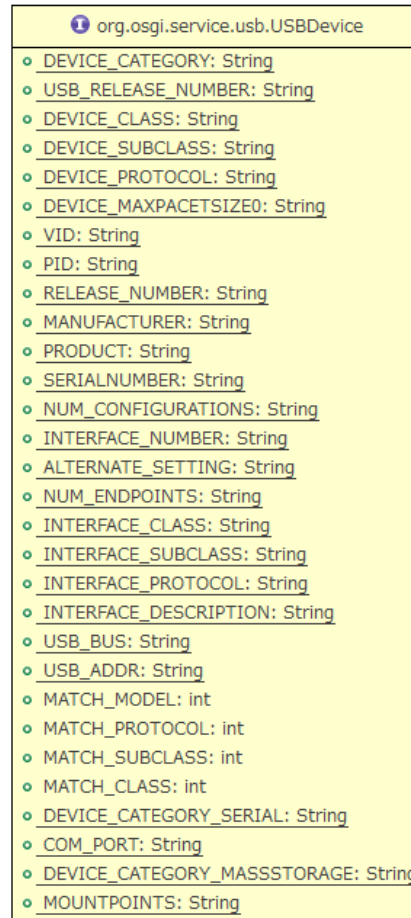 org.osgi.service.usb.USBDevice
DEVICE_CATEGORY: String
USB_RELEASE_NUMBER: String
DEVICE_CLASS: String
DEVICE_SUBCLASS: String
DEVICE_PROTOCOL: String
DEVICE_MAXPACETSIZE0: String
VID: String
PID: String
RELEASE_NUMBER: String
MANUFACTURER: String
PRODUCT: String
SERIALNUMBER: String
NUM_CONFIGURATIONS: String
INTERFACE_NUMBER: String
ALTERNATE_SETTING: String
NUM_ENDPOINTS: String
INTERFACE_CLASS: String
INTERFACE_SUBCLASS: String
INTERFACE_PROTOCOL: String
INTERFACE_DESCRIPTION: String
USB_BUS: String
USB_ADDR: String
MATCH_MODEL: int
MATCH_PROTOCOL: int
MATCH_SUBCLASS: int
MATCH_CLASS: int
DEVICE_CATEGORY_SERIAL: String
COM_PORT: String
DEVICE_CATEGORY_MASSSTORAGE: String
MOUNTPOINTS: String